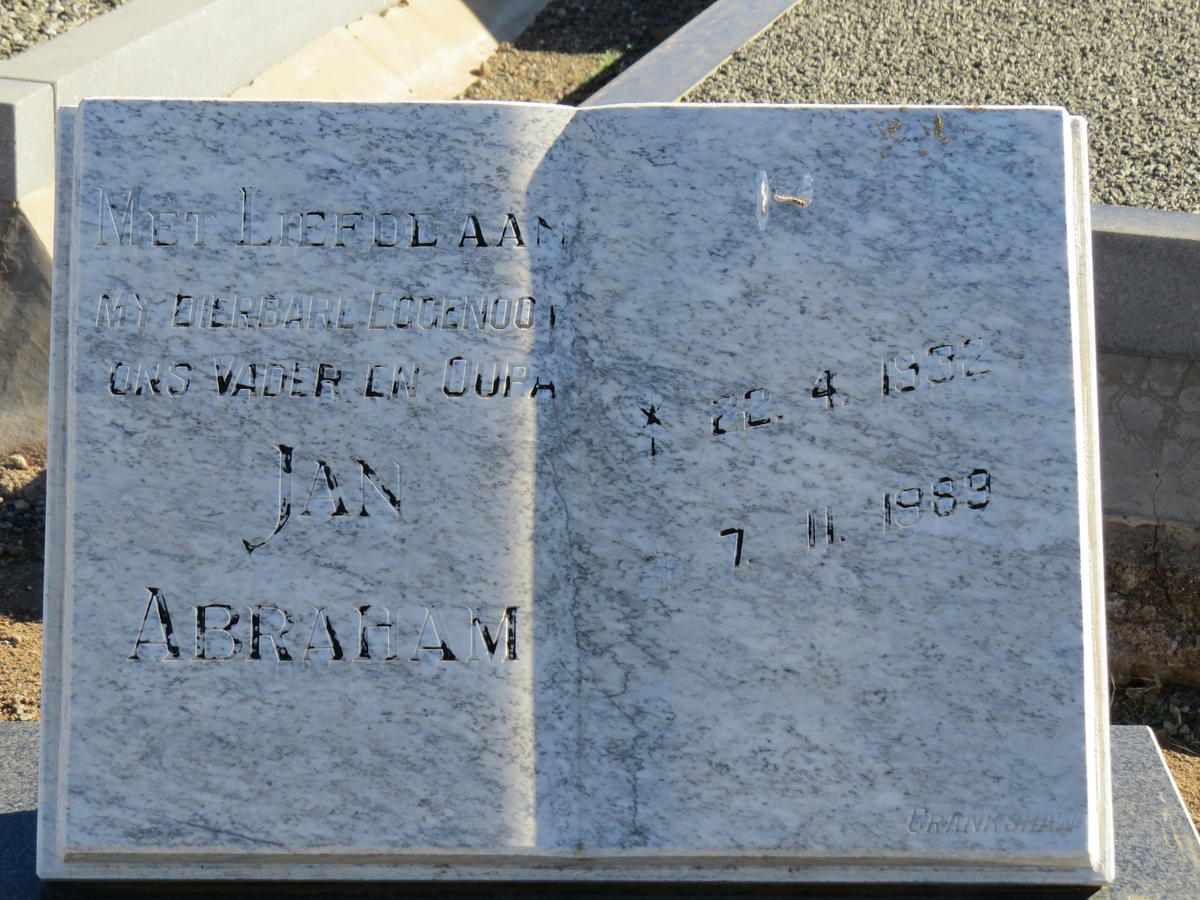 MET LIEFDE AAN
MY DIERBARE EGGENOOT
ONS VADER EN OUPA
JAN
ABRAHAM
* 22. 4. 1932
† 7. 11. 1989
CRANKSHAW